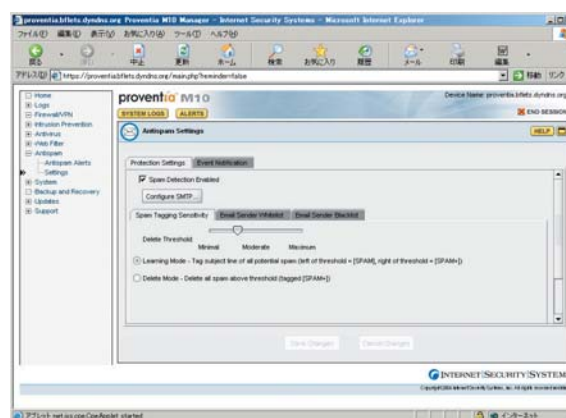 proventia.bflets.dyndns.org Proventia M10 Manager - Internet Security Systems - Microsoft Internet Explorer
ファイル(F) 編集(E) 表示(V) お気に入り(A) ツール(T) ヘルプ(H)
戻る 中止 更新 ホーム 検索 お気に入り 履歴 メール 印刷 編集
アドレス(D) https://proventia.bflets.dyndns.org/main.php?heminder=false 移動 リンク
Home
Logs
Firewall/VPN
Intrusion Prevention
Antivirus
Web Filter
Antispam
Antispam Alerts
Settings
System
Backup and Recovery
Updates
Support
proventia M10
Device Name: proventia.bflets.dyndns.org
SYSTEM LOGS ALERTS
END SESSION
Antispam Settings
HELP
Protection Settings Event Notification
Spam Detection Enabled
Configure SMTP...
Spam Tagging Sensitivity Email Sender Whitelist Email Sender Blacklist
Delete Threshold
Minimal Moderate Maximum
Learning Mode - Tag subject line of all potential spam (left of threshold = [SPAM], right of threshold = [SPAM+])
Delete Mode - Delete all spam above threshold (tagged [SPAM+])
Save Changes Cancel Changes
INTERNET SECURITY SYSTEM
アプレット net.iss.cpe.CpeApplet started
インターネット